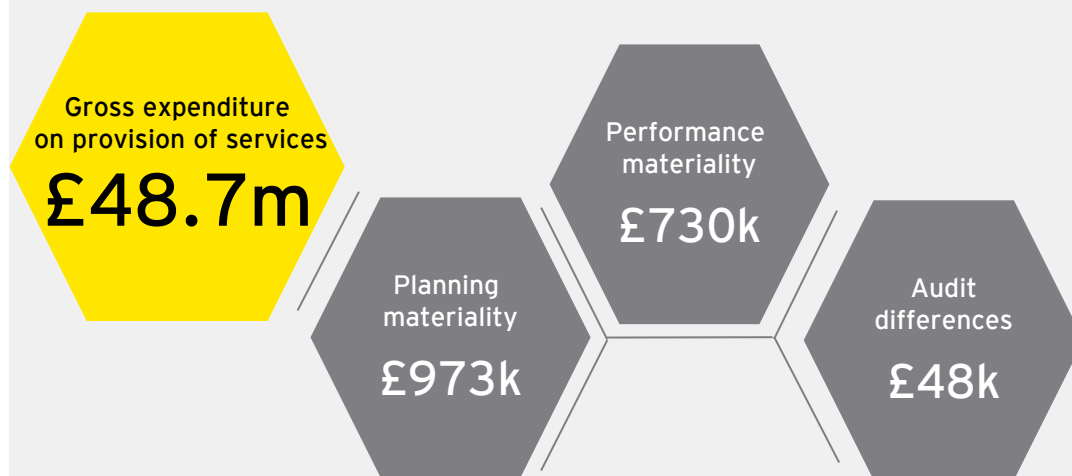 Gross expenditure
on provision of services
£48.7m
Planning
materiality
£973k
Performance
materiality
£730k
Audit
differences
£48k